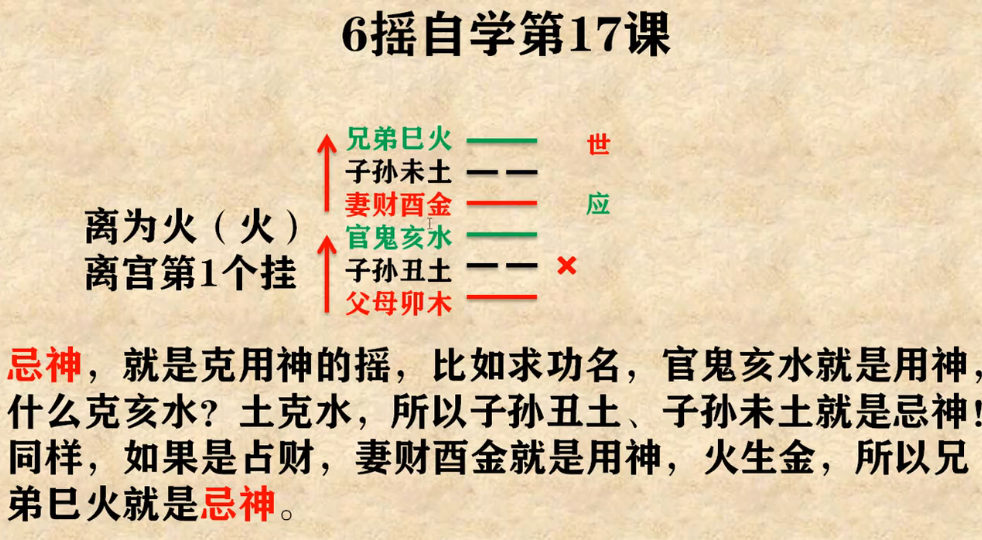 6摇自学第17课
兄弟巳火 世
子孙未土
妻财酉金 应
离为火（火） 官鬼亥水
离宫第1个挂 子孙丑土 ×
父母卯木
忌神，就是克用神的摇，比如求功名，官鬼亥水就是用神，
什么克亥水？土克水，所以子孙丑土、子孙未土就是忌神！
同样，如果是占财，妻财酉金就是用神，火生金，所以兄
弟巳火就是忌神。